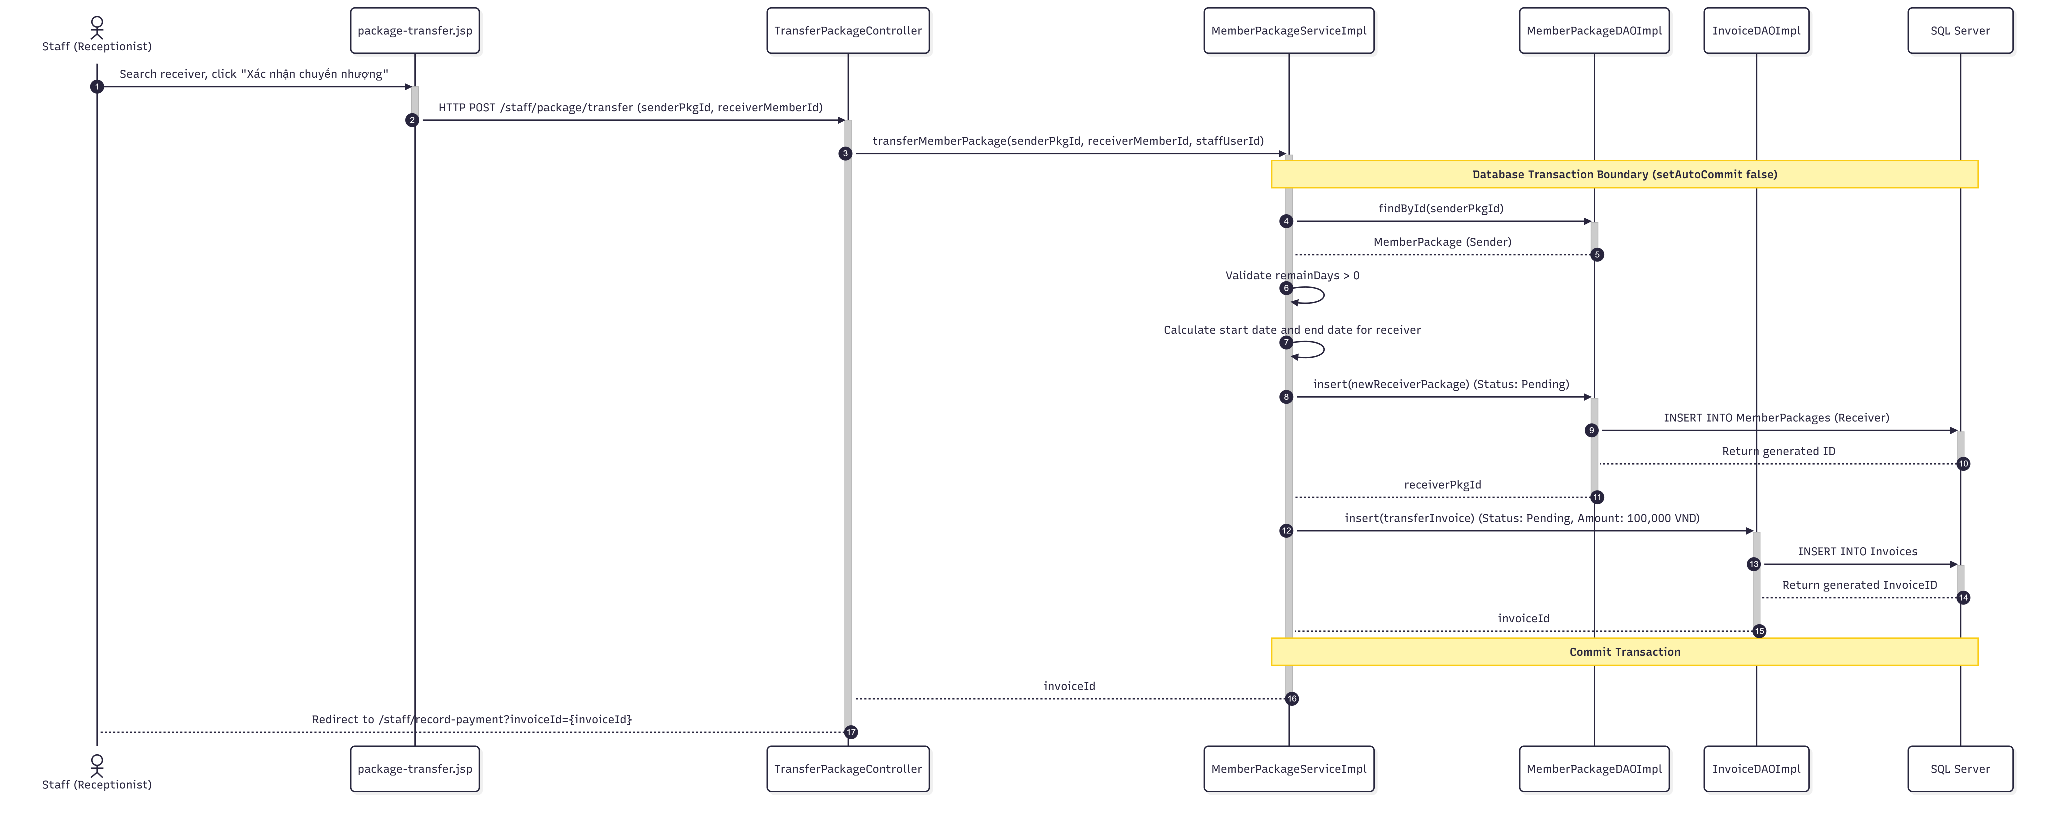 Staff (Receptionist)
package-transfer.jsp
TransferPackageController
MemberPackageServiceImpl
MemberPackageDAOImpl
InvoiceDAOImpl
SQL Server
Search receiver, click "Xác nhận chuyển nhượng"
1
HTTP POST /staff/package/transfer (senderPkgId, receiverMemberId)
2
transferMemberPackage(senderPkgId, receiverMemberId, staffUserId)
3
Database Transaction Boundary (setAutoCommit false)
findById(senderPkgId)
4
MemberPackage (Sender)
5
Validate remainDays > 0
6
Calculate start date and end date for receiver
7
insert(newReceiverPackage) (Status: Pending)
8
INSERT INTO MemberPackages (Receiver)
9
Return generated ID
10
receiverPkgId
11
insert(transferInvoice) (Status: Pending, Amount: 100,000 VND)
12
INSERT INTO Invoices
13
Return generated InvoiceID
14
invoiceId
15
Commit Transaction
invoiceId
16
Redirect to /staff/record-payment?invoiceId={invoiceId}
17
Staff (Receptionist)
package-transfer.jsp
TransferPackageController
MemberPackageServiceImpl
MemberPackageDAOImpl
InvoiceDAOImpl
SQL Server